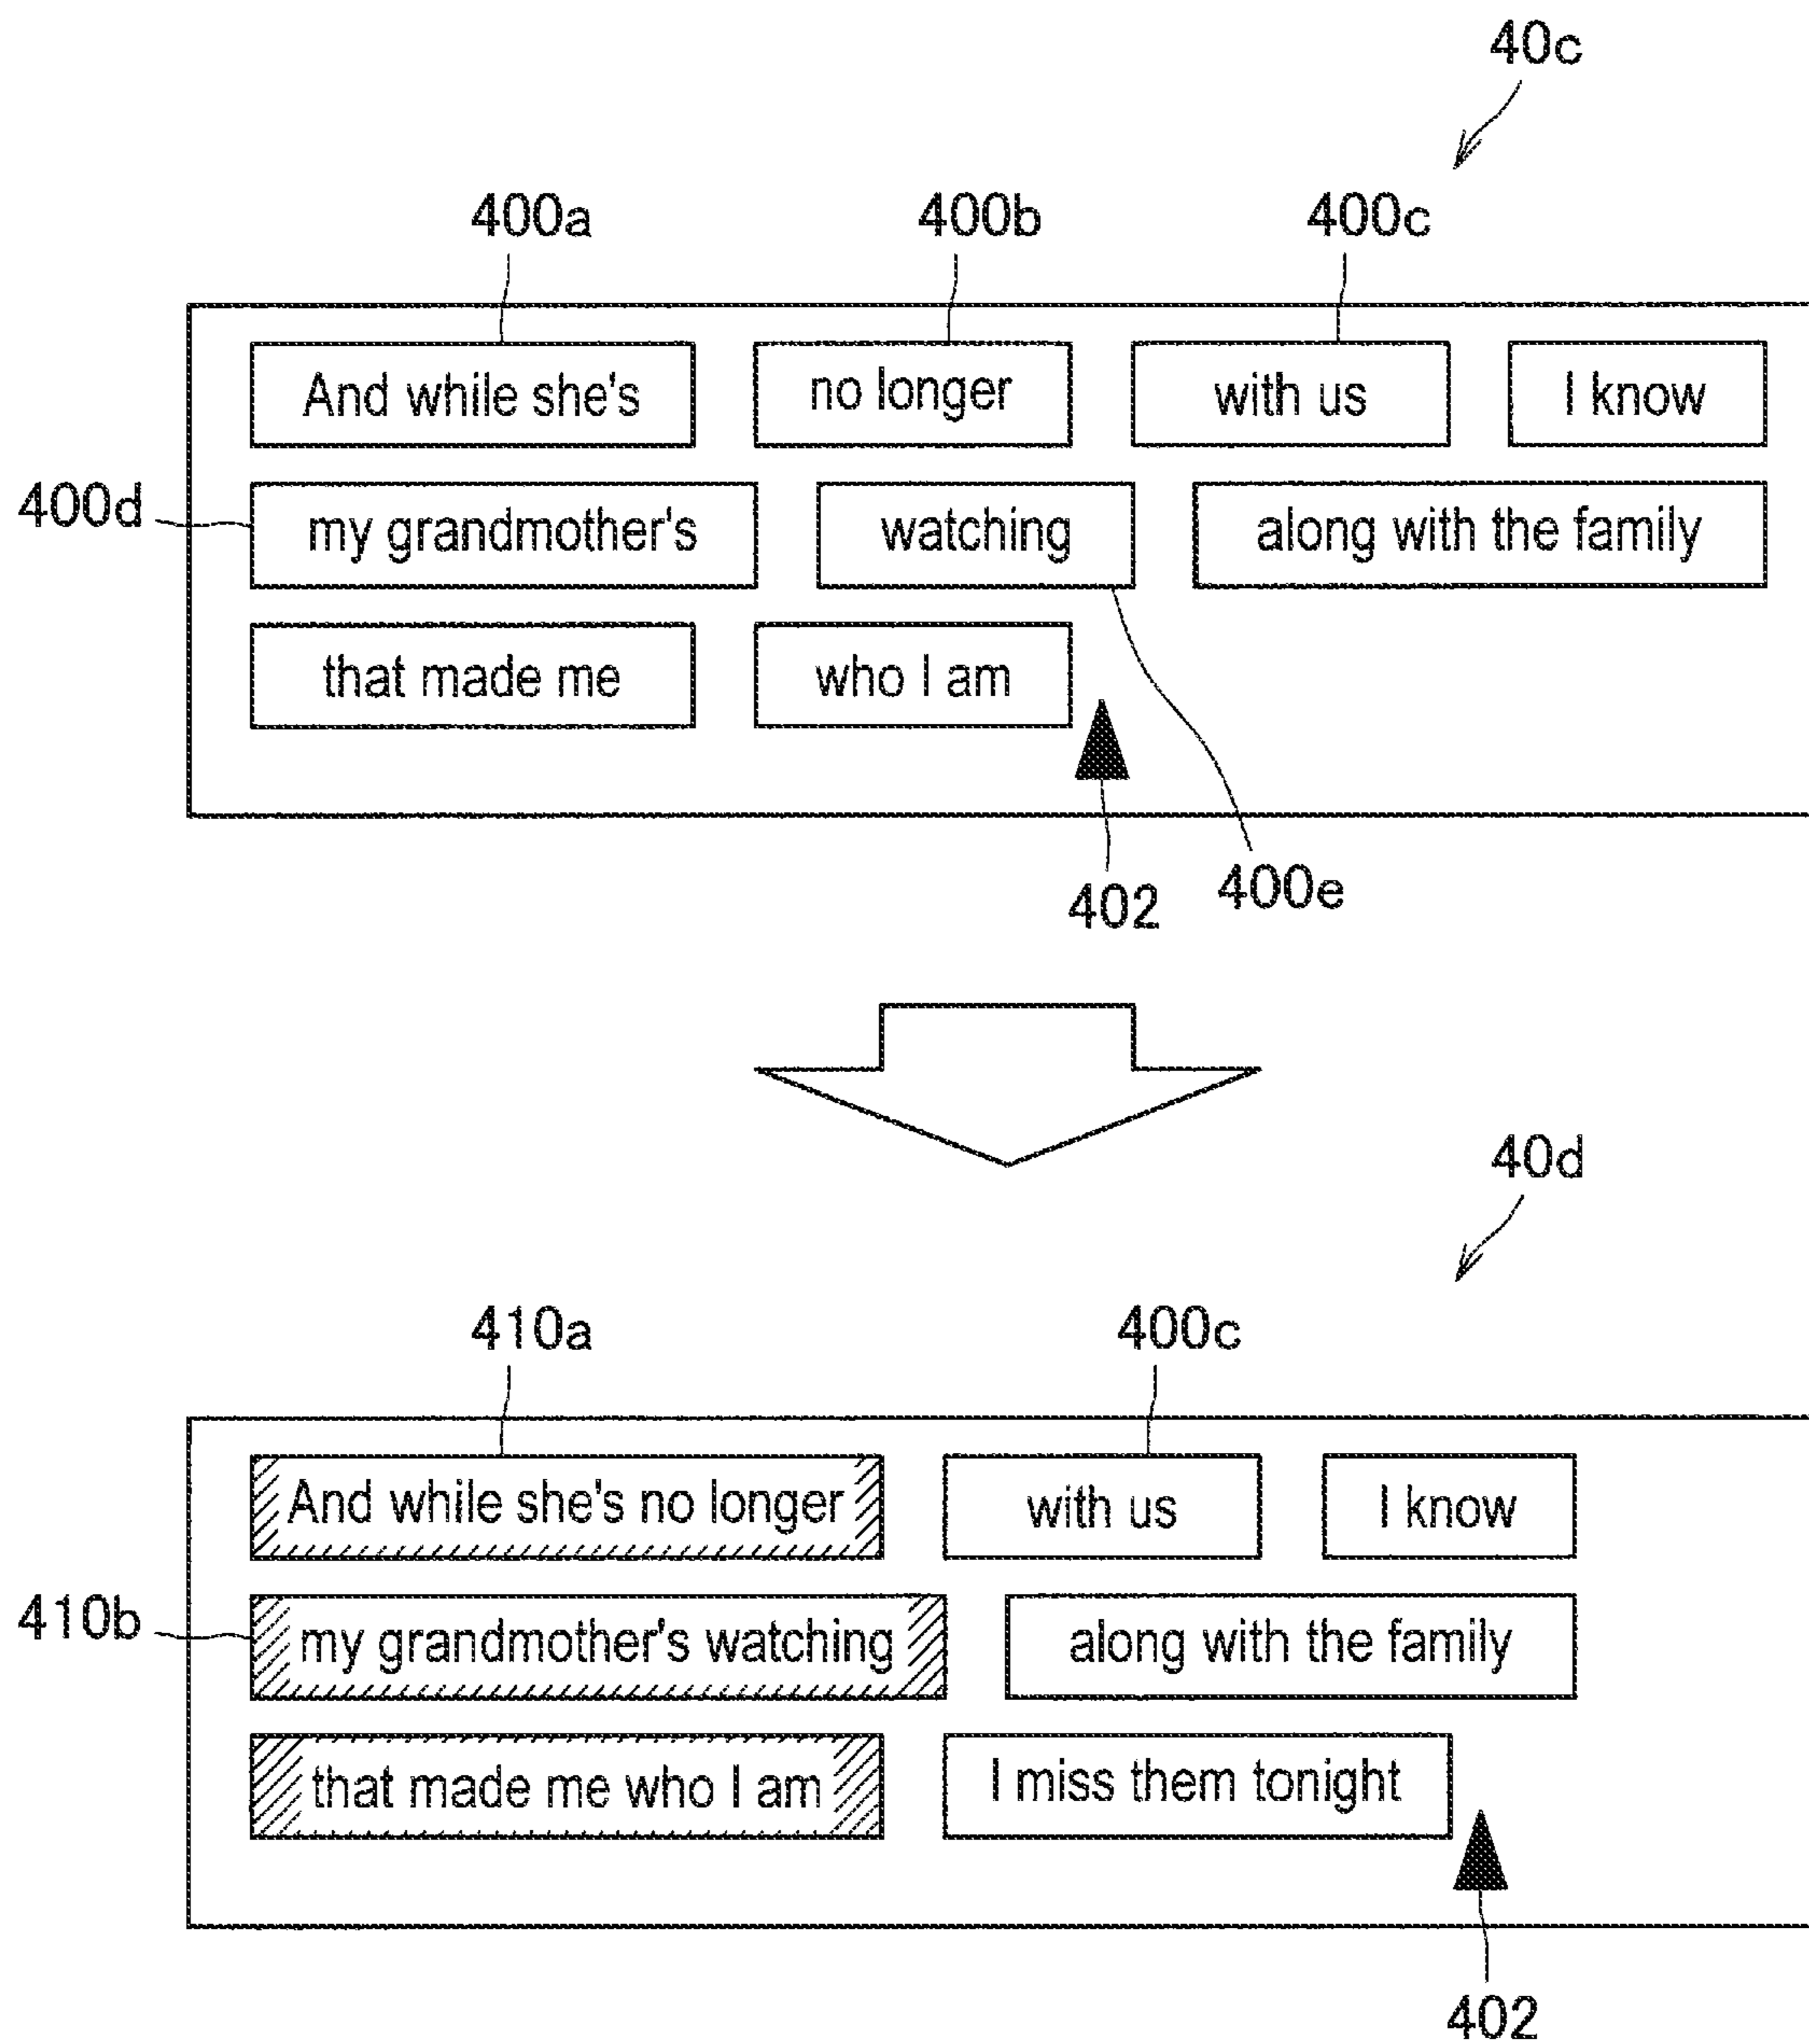 40c
400a 400b 400c
And while she's no longer with us I know
400d my grandmother's watching along with the family
that made me who I am
402 400e
40d
410a 400c
And while she's no longer with us I know
410b my grandmother's watching along with the family
that made me who I am I miss them tonight
402